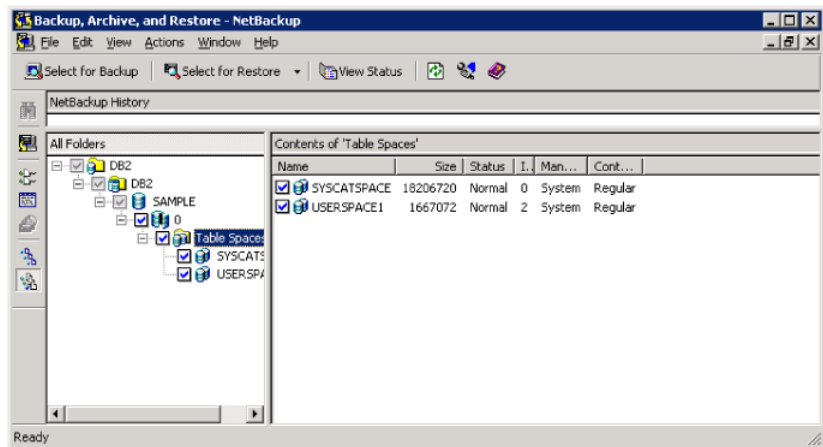 Backup, Archive, and Restore - NetBackup
File Edit View Actions Window Help
Select for Backup Select for Restore View Status
NetBackup History
All Folders
Contents of 'Table Spaces'
DB2
DB2
SAMPLE
0
Table Spaces
SYSCATS
USERSPA
Name Size Status I.. Man... Cont...
SYSCATSPACE 18206720 Normal 0 System Regular
USERSPACE1 1667072 Normal 2 System Regular
Ready